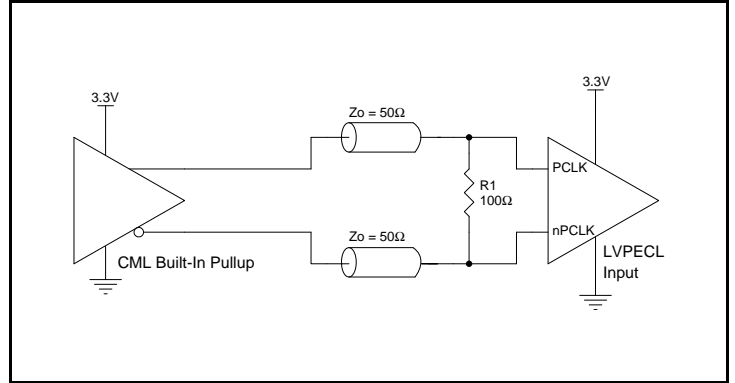 3.3V
3.3V
Zo = 50Ω
PCLK
R1
100Ω
nPCLK
Zo = 50Ω
LVPECL
Input
CML Built-In Pullup